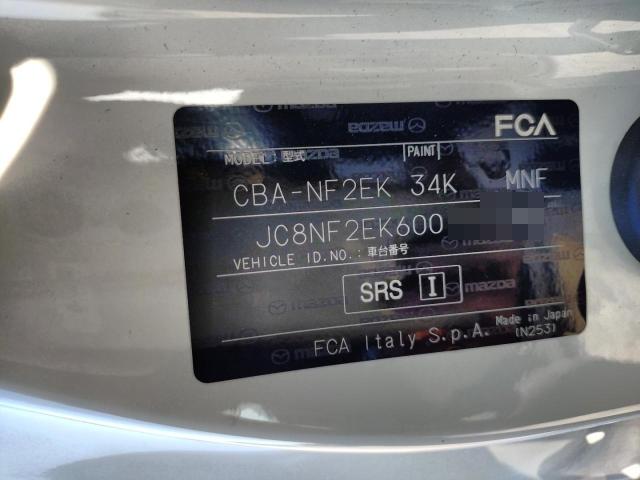 FCA
MODEL:型式 PAINT
CBA-NF2EK 34K MNF
JC8NF2EK600
VEHICLE ID.NO.:車台番号
SRS I
mazda
FCA Italy S.p.A. Made in Japan
(N253)